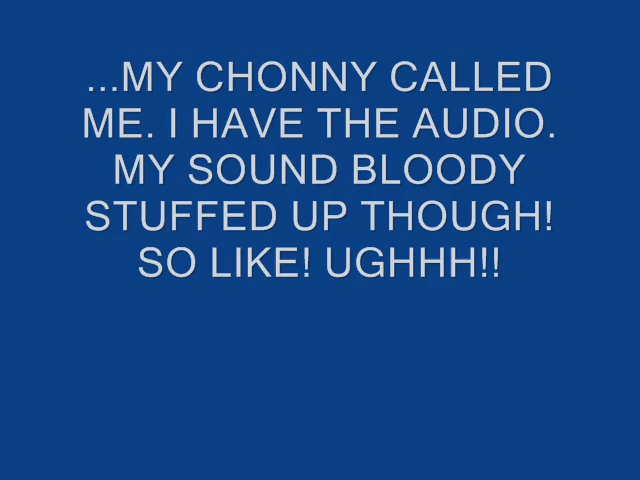 ...MY CHONNY CALLED
ME. I HAVE THE AUDIO.
MY SOUND BLOODY
STUFFED UP THOUGH!
SO LIKE! UGHHH!!